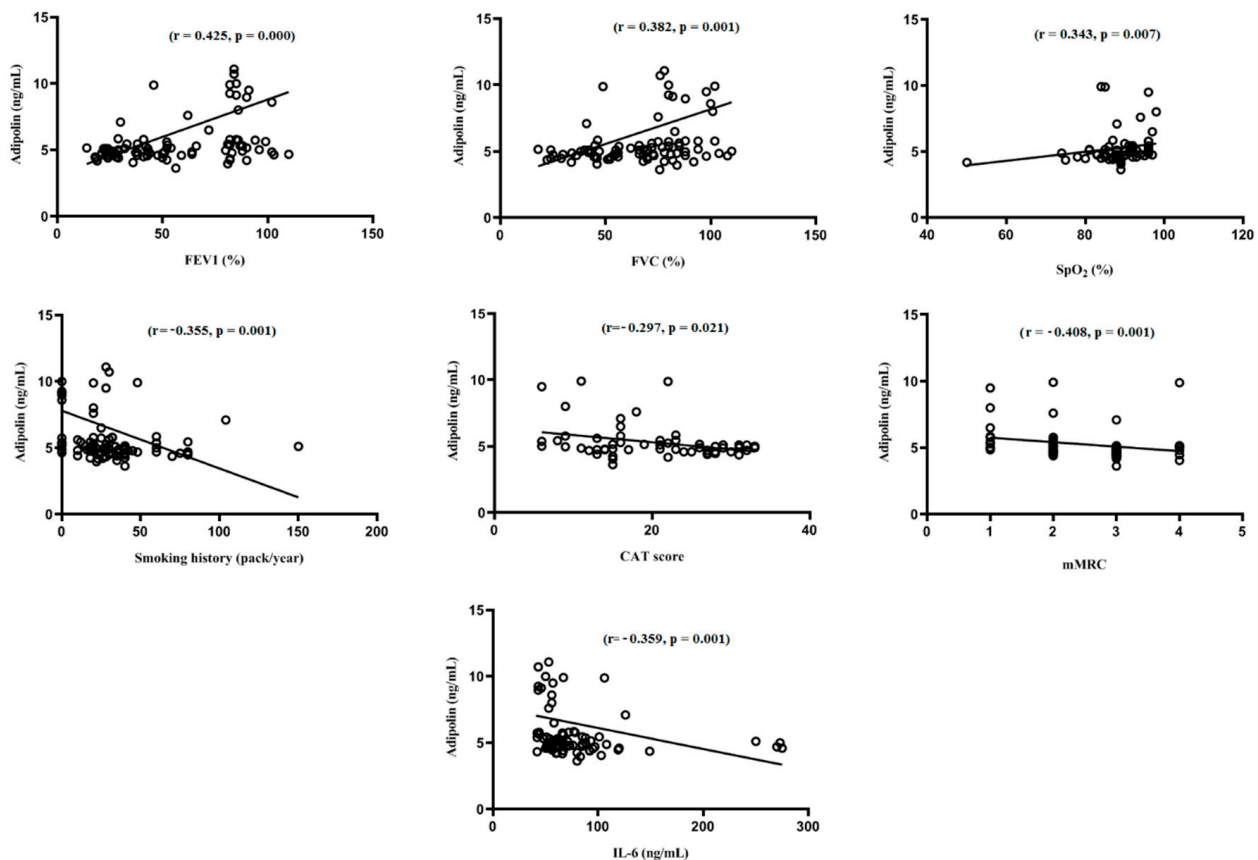 (r = 0.425, p = 0.000)
15
10
5
0
Adipolin (ng/mL)
0 50 100 150
FEV1 (%)
(r = 0.382, p = 0.001)
15
10
5
0
Adipolin (ng/mL)
0 50 100 150
FVC (%)
(r = 0.343, p = 0.007)
15
10
5
0
Adipolin (ng/mL)
40 60 80 100 120
SpO₂ (%)
(r=-0.355, p = 0.001)
15
10
5
0
Adipolin (ng/mL)
0 50 100 150 200
Smoking history (pack/year)
(r=-0.297, p = 0.021)
15
10
5
0
Adipolin (ng/mL)
0 20 40
CAT score
(r = -0.408, p = 0.001)
15
10
5
0
Adipolin (ng/mL)
0 1 2 3 4 5
mMRC
(r=-0.359, p = 0.001)
15
10
5
0
Adipolin (ng/mL)
0 100 200 300
IL-6 (ng/mL)